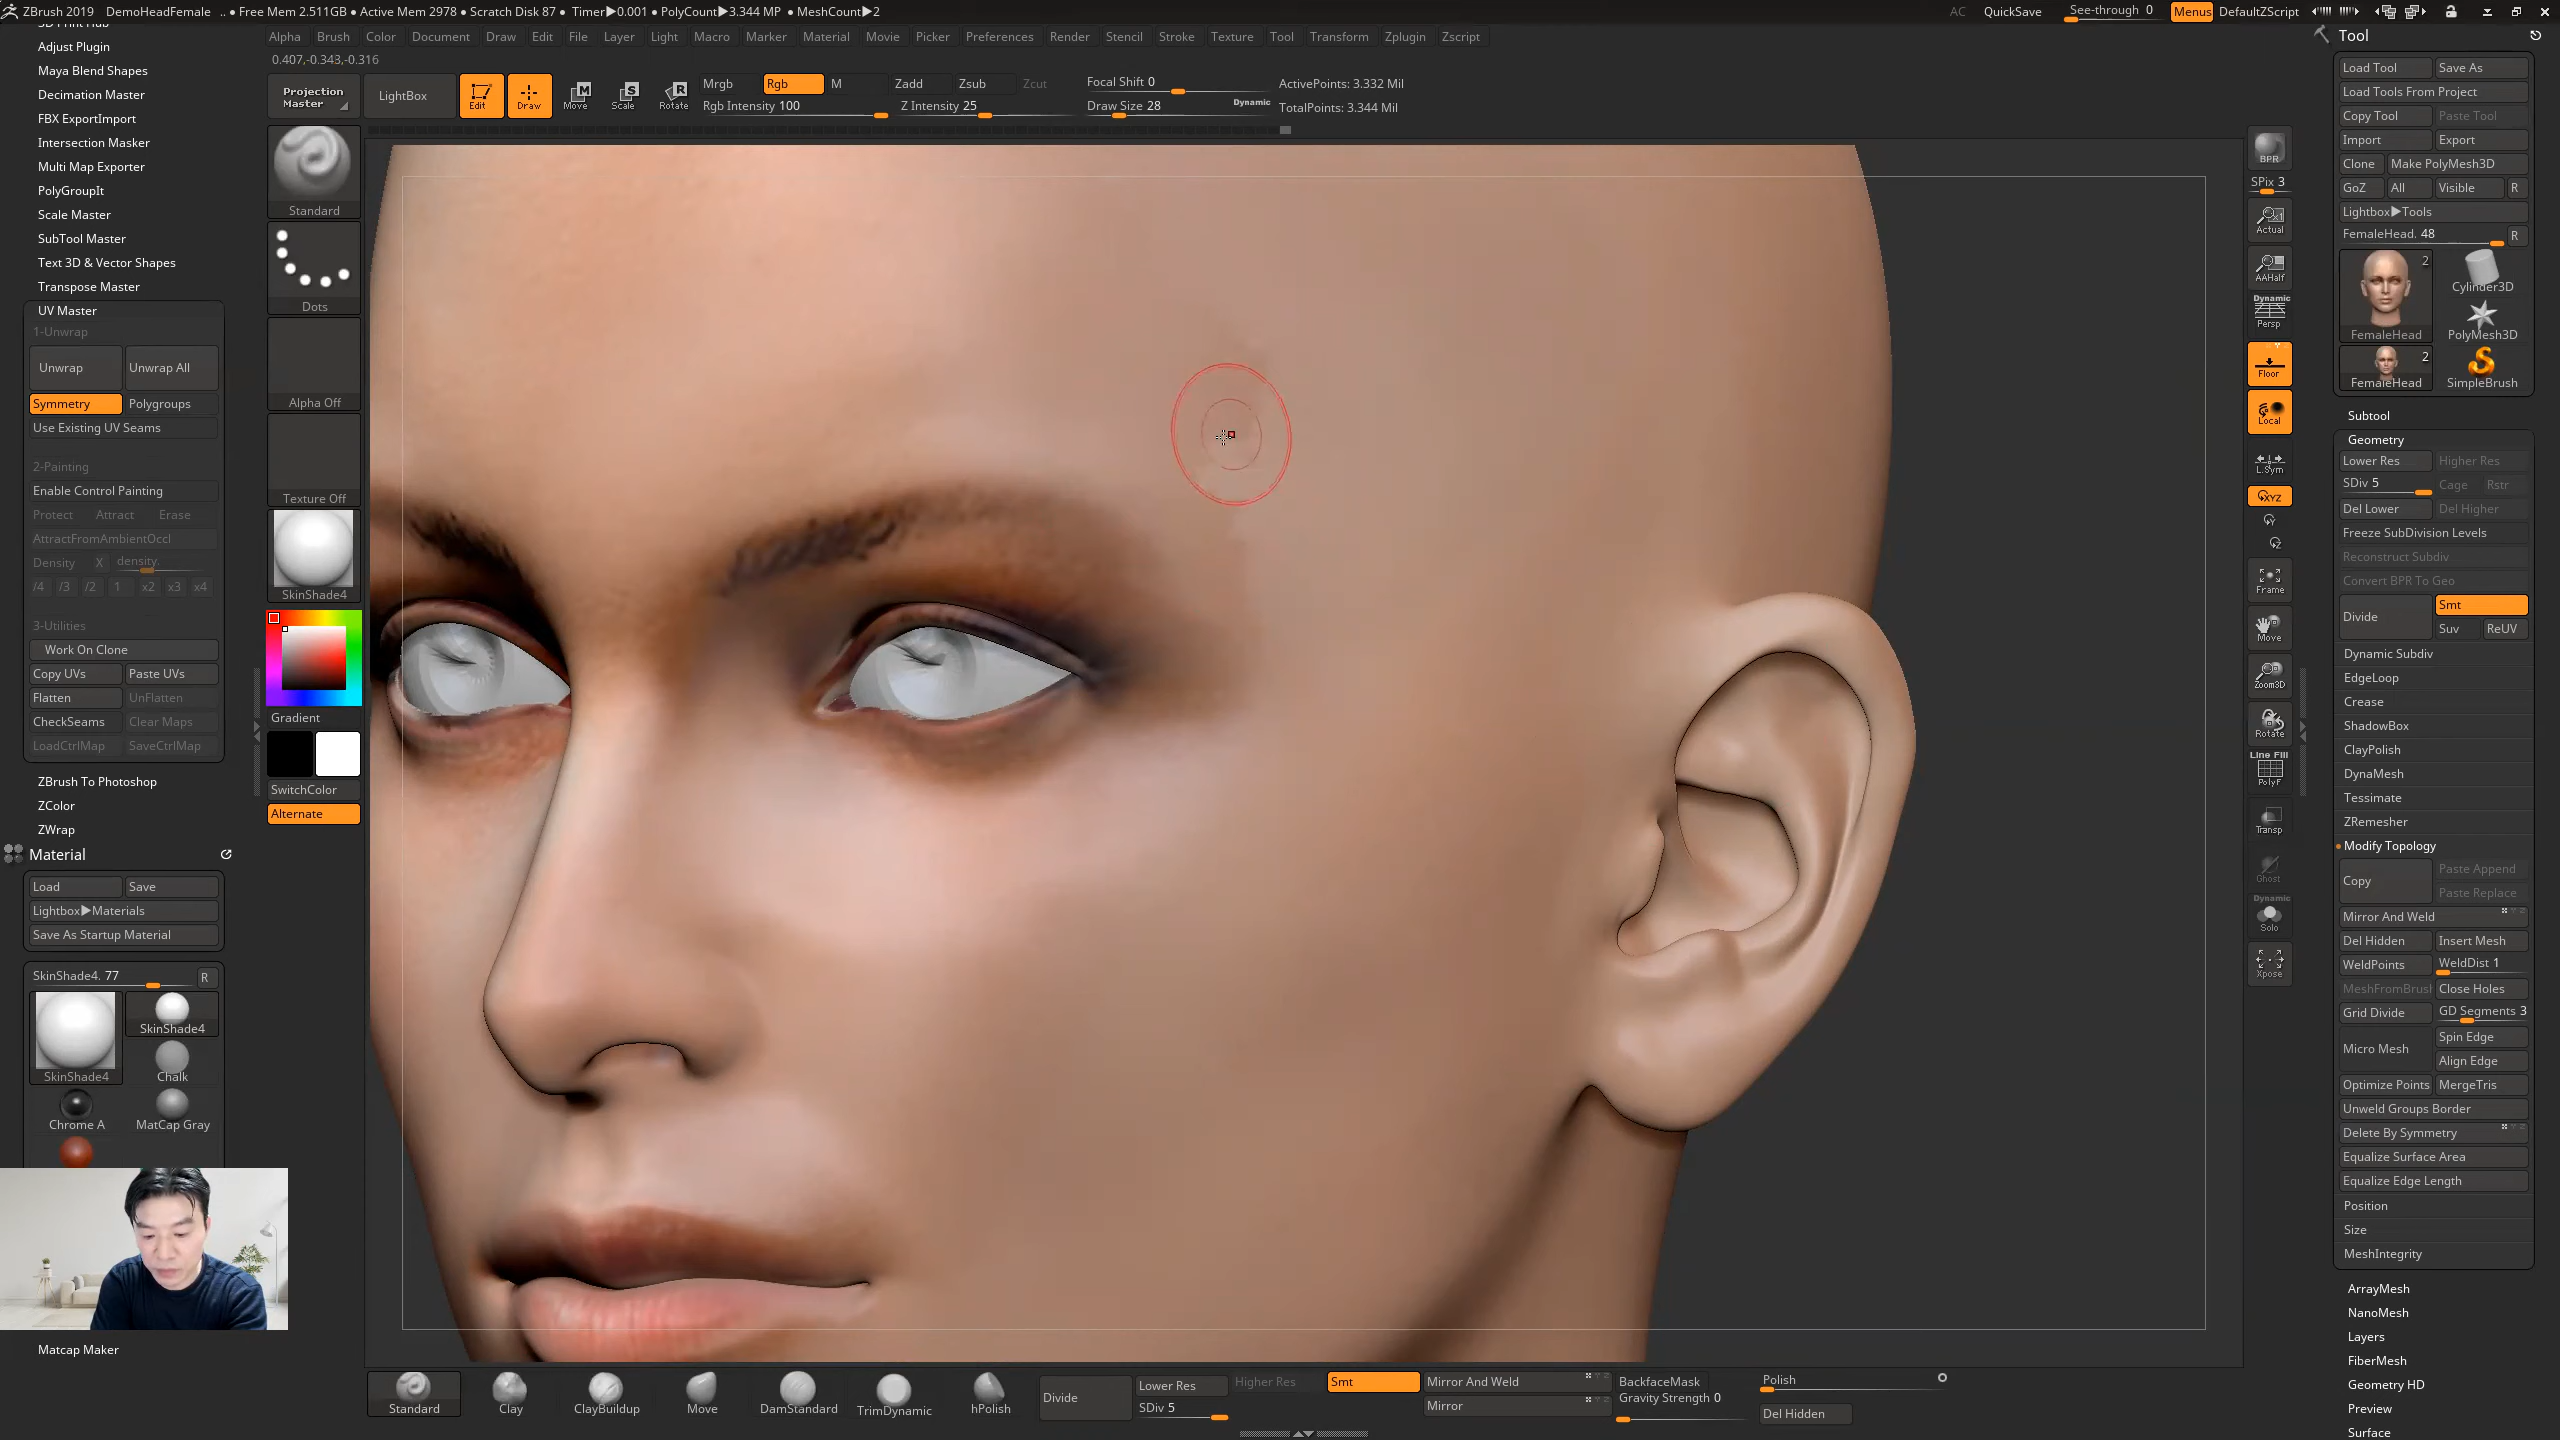 ZBrush 2019 DemoHeadFemale .. • Free Mem 2.511GB • Active Mem 2978 • Scratch Disk 87 • Timer▶0.001 • PolyCount▶3.344 MP • MeshCount▶2 AC QuickSave See-through 0 Menus DefaultZScript
Alpha Brush Color Document Draw Edit File Layer Light Macro Marker Material Movie Picker Preferences Render Stencil Stroke Texture Tool Transform Zplugin Zscript
0.407,-0.343,-0.316
Projection Master
LightBox
Edit
Draw
Move
Scale
Rotate
Mrgb Rgb M Zadd Zsub Zcut
Rgb Intensity 100 Z Intensity 25
Focal Shift 0
Draw Size 28 Dynamic
ActivePoints: 3.332 Mil
TotalPoints: 3.344 Mil
Adjust Plugin
Maya Blend Shapes
Decimation Master
FBX ExportImport
Intersection Masker
Multi Map Exporter
PolyGroupIt
Scale Master
SubTool Master
Text 3D & Vector Shapes
Transpose Master
UV Master
1-Unwrap
Unwrap Unwrap All
Symmetry Polygroups
Use Existing UV Seams
2-Painting
Enable Control Painting
Protect Attract Erase
AttractFromAmbientOccl
Density X density.
/4 /3 /2 1 x2 x3 x4
3-Utilities
Work On Clone
Copy UVs Paste UVs
Flatten UnFlatten
CheckSeams Clear Maps
LoadCtrlMap SaveCtrlMap
ZBrush To Photoshop
ZColor
ZWrap
Material
Load Save
Lightbox▶Materials
Save As Startup Material
SkinShade4. 77 R
SkinShade4
SkinShade4 Chalk
Chrome A MatCap Gray
Matcap Maker
Standard
Dots
Alpha Off
Texture Off
SkinShade4
Gradient
SwitchColor
Alternate
BPR
SPix 3
Actual
AAHalf
Dynamic
Persp
Floor
Local
L.Sym
XYZ
Y
Z
Frame
Move
Zoom3D
Rotate
Line Fill
PolyF
Transp
Ghost
Dynamic
Solo
Xpose
Tool
Load Tool Save As
Load Tools From Project
Copy Tool Paste Tool
Import Export
Clone Make PolyMesh3D
GoZ All Visible R
Lightbox▶Tools
FemaleHead. 48 R
2
Cylinder3D
FemaleHead PolyMesh3D
2
FemaleHead SimpleBrush
Subtool
Geometry
Lower Res Higher Res
SDiv 5 Cage Rstr
Del Lower Del Higher
Freeze SubDivision Levels
Reconstruct Subdiv
Convert BPR To Geo
Divide Smt
Suv ReUV
Dynamic Subdiv
EdgeLoop
Crease
ShadowBox
ClayPolish
DynaMesh
Tessimate
ZRemesher
Modify Topology
Copy Paste Append
Paste Replace
Mirror And Weld
Del Hidden Insert Mesh
WeldPoints WeldDist 1
MeshFromBrush Close Holes
Grid Divide GD Segments 3
Micro Mesh Spin Edge
Align Edge
Optimize Points MergeTris
Unweld Groups Border
Delete By Symmetry
Equalize Surface Area
Equalize Edge Length
Position
Size
MeshIntegrity
ArrayMesh
NanoMesh
Layers
FiberMesh
Geometry HD
Preview
Surface
Standard Clay ClayBuildup Move DamStandard TrimDynamic hPolish
Divide
Lower Res Higher Res
SDiv 5
Smt
Mirror And Weld
Mirror
BackfaceMask
Gravity Strength 0
Polish
Del Hidden